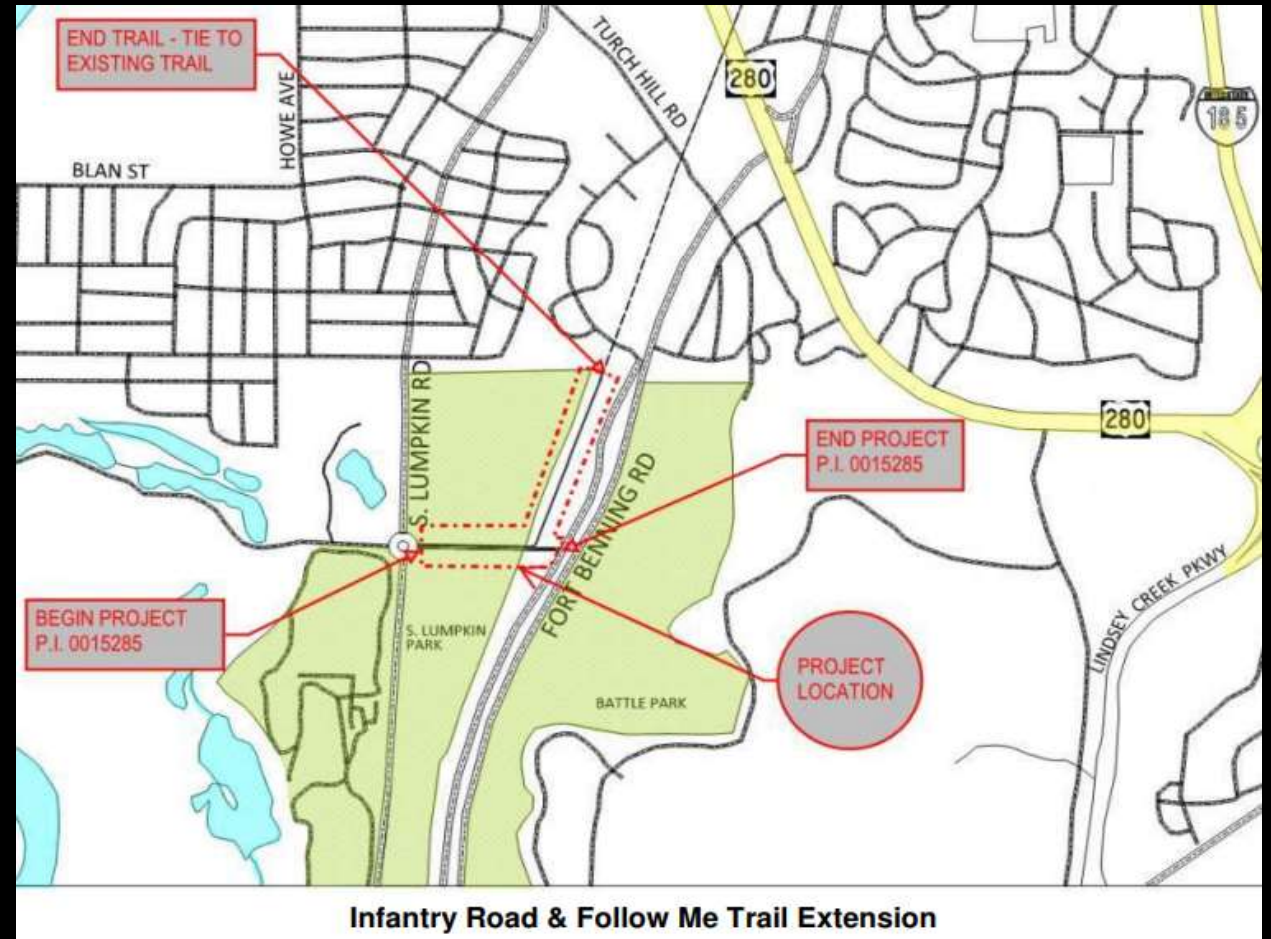 END TRAIL - TIE TO
EXISTING TRAIL
HOWE AVE
TURCH HILL RD
280
INTERSTATE
185
BLAN ST
S. LUMPKIN RD
END PROJECT
P.I. 0015285
280
FORT BENNING RD
BEGIN PROJECT
P.I. 0015285
S. LUMPKIN
PARK
PROJECT
LOCATION
LINDSEY CREEK PKWY
BATTLE PARK
Infantry Road & Follow Me Trail Extension